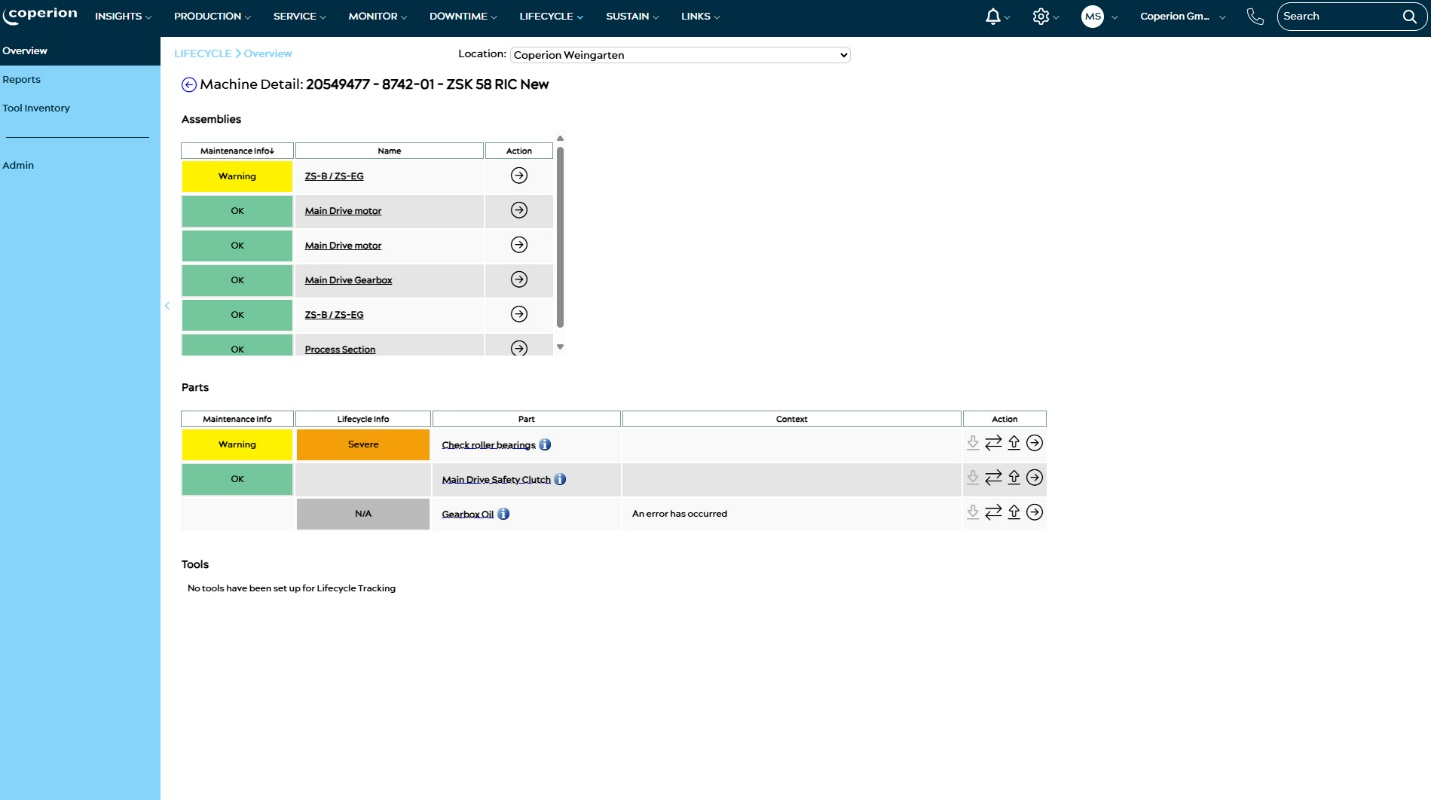 coperion INSIGHTS PRODUCTION SERVICE MONITOR DOWNTIME LIFECYCLE SUSTAIN LINKS MS Coperion Gm... Search
Overview
Reports
Tool Inventory
Admin
LIFECYCLE > Overview Location: Coperion Weingarten
Machine Detail: 20549477 - 8742-01 - ZSK 58 RIC New
Assemblies
Maintenance Info↓ Name Action
Warning ZS-B / ZS-EG
OK Main Drive motor
OK Main Drive motor
OK Main Drive Gearbox
OK ZS-B / ZS-EG
OK Process Section
Parts
Maintenance Info Lifecycle Info Part Context Action
Warning Severe Check roller bearings
OK Main Drive Safety Clutch
N/A Gearbox Oil An error has occurred
Tools
No tools have been set up for Lifecycle Tracking